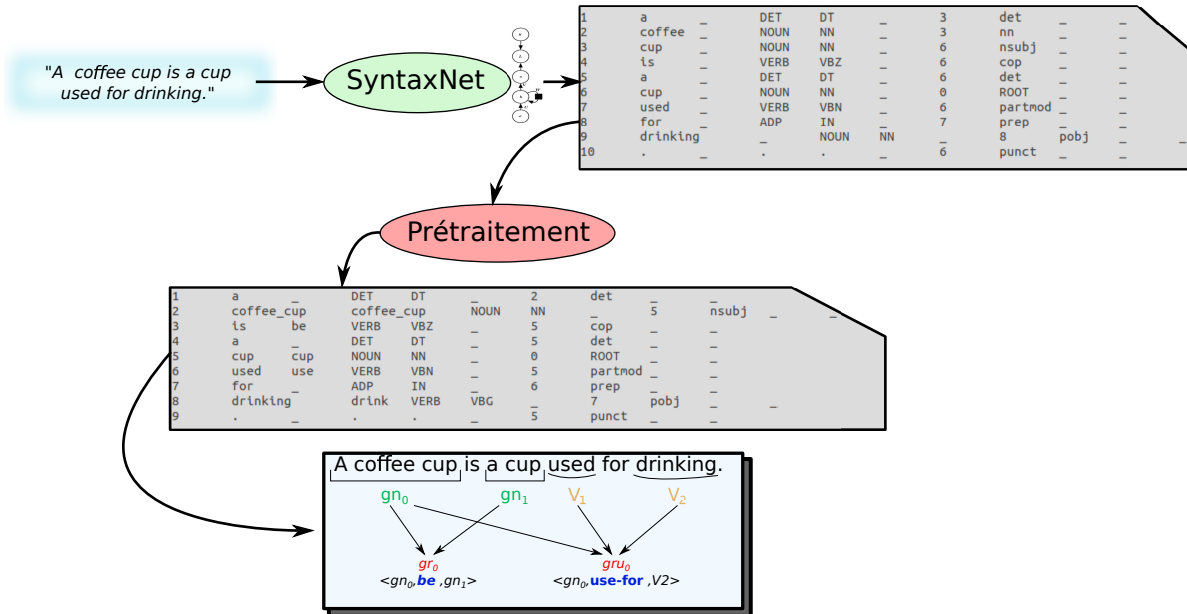 "A coffee cup is a cup
used for drinking."
SyntaxNet
1 a _ DET DT _ 3 det _ _
2 coffee _ NOUN NN _ 3 nn _ _
3 cup _ NOUN NN _ 6 nsubj _ _
4 is _ VERB VBZ _ 6 cop _ _
5 a _ DET DT _ 6 det _ _
6 cup _ NOUN NN _ 0 ROOT _ _
7 used _ VERB VBN _ 6 partmod _ _
8 for _ ADP IN _ 7 prep _ _
9 drinking _ NOUN NN _ 8 pobj _ _
10 . _ . . _ 6 punct _ _
Prétraitement
1 a _ DET DT _ 2 det _ _
2 coffee_cup coffee_cup NOUN NN _ 5 nsubj _ _
3 is be VERB VBZ _ 5 cop _ _
4 a _ DET DT _ 5 det _ _
5 cup cup NOUN NN _ 0 ROOT _ _
6 used use VERB VBN _ 5 partmod _ _
7 for _ ADP IN _ 6 prep _ _
8 drinking drink VERB VBG _ 7 pobj _ _
9 . _ . . _ 5 punct _ _
A coffee cup is a cup used for drinking.
gn0 gn1 V1 V2
gr0 gru0
<gn0,be ,gn1> <gn0,use-for ,V2>